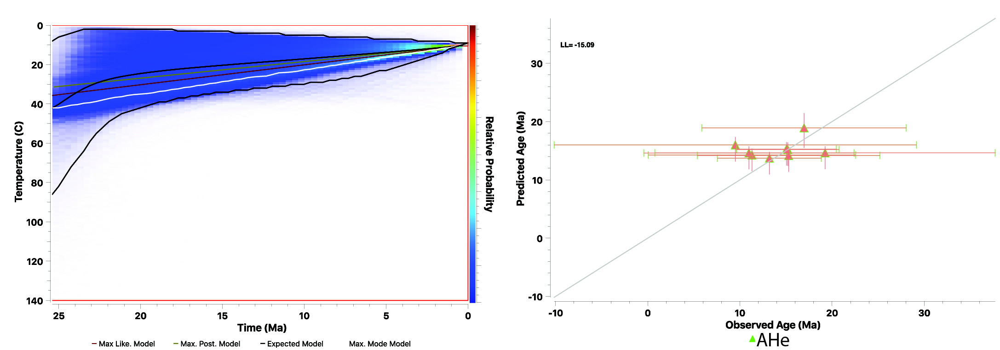 0
20
40
60
80
100
120
140
Temperature (C)
25
20
15
10
5
0
Time (Ma)
Relative Probability
Max Like. Model
Max. Post. Model
Expected Model
Max. Mode Model
LL= -15.09
30
20
10
0
-10
Predicted Age (Ma)
-10
0
10
20
30
Observed Age (Ma)
AHe